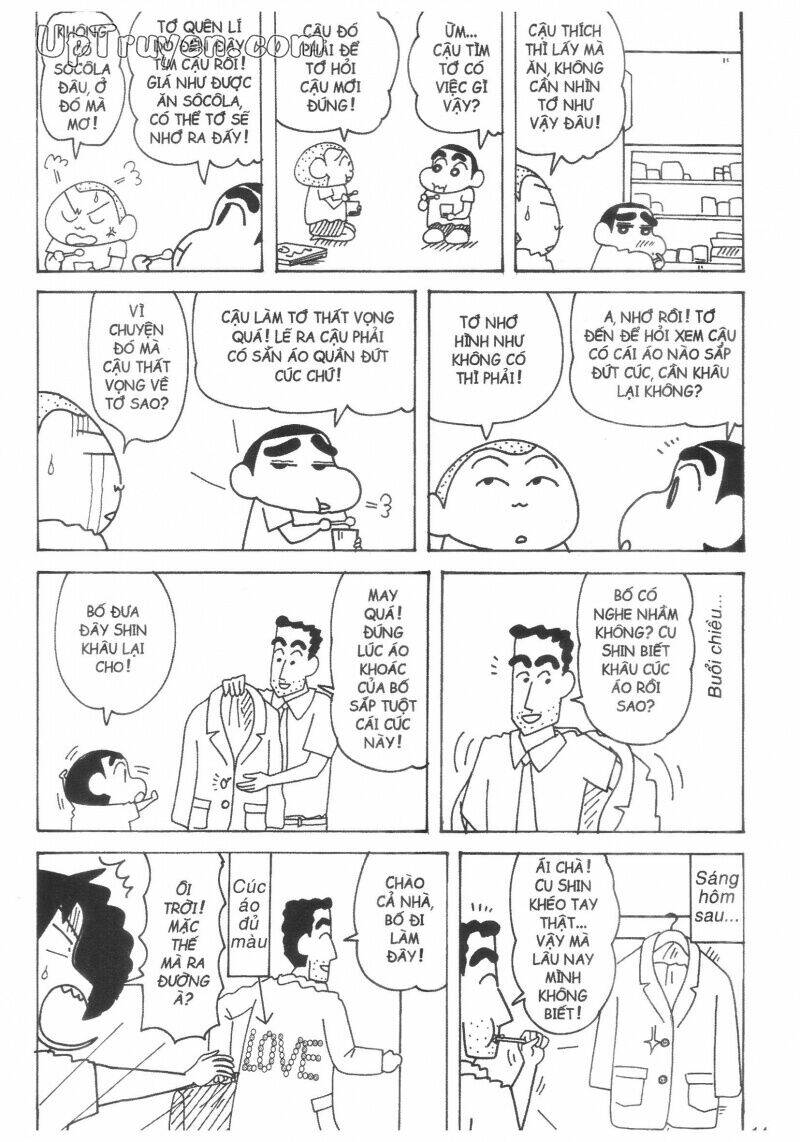 CẬU THÍCH
THÌ LẤY MÀ
ĂN, KHÔNG
CẦN NHÌN
TỚ NHƯ
VẬY ĐÂU!
ỪM...
CẬU TÌM
TỚ CÓ
VIỆC GÌ
VẬY?
CẬU ĐÓ
PHẢI ĐỂ
TỚ HỎI
CẬU MỚI
ĐÚNG!
TỚ QUÊN LÍ
DO ĐẾN ĐÂY
TÌM CẬU RỒI!
GIÁ NHƯ ĐƯỢC
ĂN SÔCÔLA,
CÓ THỂ TỚ SẼ
NHỚ RA ĐẤY!
KHÔNG
CÓ
SÔCÔLA
ĐÂU, Ở
ĐÓ MÀ
MƠ!
UpTruyen.com
A, NHỚ RỒI! TỚ
ĐẾN ĐỂ HỎI XEM CẬU
CÓ CÁI ÁO NÀO SẮP
ĐỨT CÚC, CẦN KHÂU
LẠI KHÔNG?
TỚ NHỚ
HÌNH NHƯ
KHÔNG CÓ
THÌ PHẢI!
CẬU LÀM TỚ THẤT VỌNG
QUÁ! LẼ RA CẬU PHẢI
CÓ SẴN ÁO QUẦN ĐỨT
CÚC CHỨ!
VÌ
CHUYỆN
ĐÓ MÀ
CẬU THẤT
VỌNG VỀ
TỚ SAO?
Buổi chiều...
BỐ CÓ
NGHE NHẦM
KHÔNG? CU
SHIN BIẾT
KHÂU CÚC
ÁO RỒI
SAO?
MAY
QUÁ!
ĐÚNG
LÚC ÁO
KHOÁC
CỦA BỐ
SẮP TUỘT
CÁI CÚC
NÀY!
BỐ ĐƯA
ĐÂY SHIN
KHÂU LẠI
CHO!
Sáng
hôm
sau...
ÁI CHÀ!
CU SHIN
KHÉO TAY
THẬT...
VẬY MÀ
LÂU NAY
MÌNH
KHÔNG
BIẾT!
CHÀO
CẢ NHÀ,
BỐ ĐI
LÀM
ĐÂY!
Cúc
áo
đủ
màu
LOVE
ÔI
TRỜI!
MẶC
THẾ
MÀ RA
ĐƯỜNG
À?